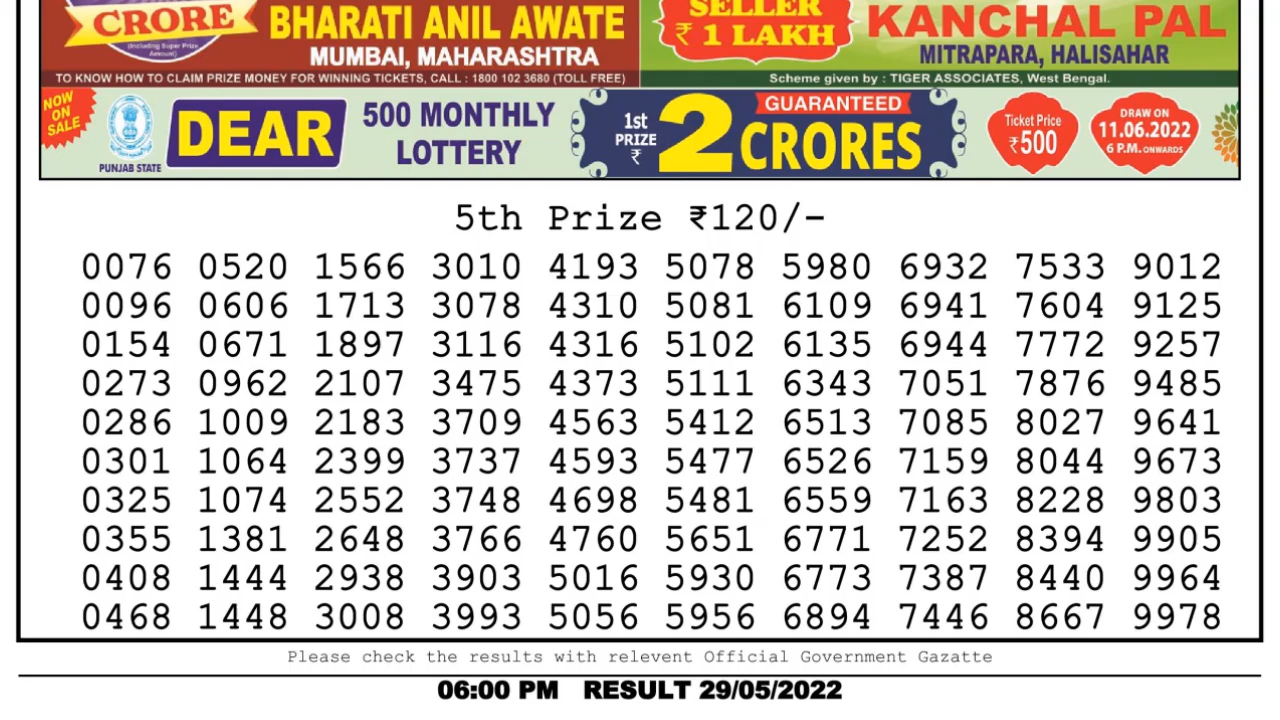 CRORE
(Including Super Prize
Amount)
BHARATI ANIL AWATE
MUMBAI, MAHARASHTRA
TO KNOW HOW TO CLAIM PRIZE MONEY FOR WINNING TICKETS, CALL : 1800 102 3680 (TOLL FREE)
SELLER
₹ 1 LAKH
KANCHAL PAL
MITRAPARA, HALISAHAR
Scheme given by : TIGER ASSOCIATES, West Bengal.
NOW
ON
SALE
PUNJAB STATE
DEAR
500 MONTHLY
LOTTERY
1st
PRIZE
₹
2
GUARANTEED
CRORES
Ticket Price
₹500
DRAW ON
11.06.2022
6 P.M. ONWARDS
5th Prize ₹120/-
0076 0520 1566 3010 4193 5078 5980 6932 7533 9012
0096 0606 1713 3078 4310 5081 6109 6941 7604 9125
0154 0671 1897 3116 4316 5102 6135 6944 7772 9257
0273 0962 2107 3475 4373 5111 6343 7051 7876 9485
0286 1009 2183 3709 4563 5412 6513 7085 8027 9641
0301 1064 2399 3737 4593 5477 6526 7159 8044 9673
0325 1074 2552 3748 4698 5481 6559 7163 8228 9803
0355 1381 2648 3766 4760 5651 6771 7252 8394 9905
0408 1444 2938 3903 5016 5930 6773 7387 8440 9964
0468 1448 3008 3993 5056 5956 6894 7446 8667 9978
Please check the results with relevent Official Government Gazatte
06:00 PM RESULT 29/05/2022